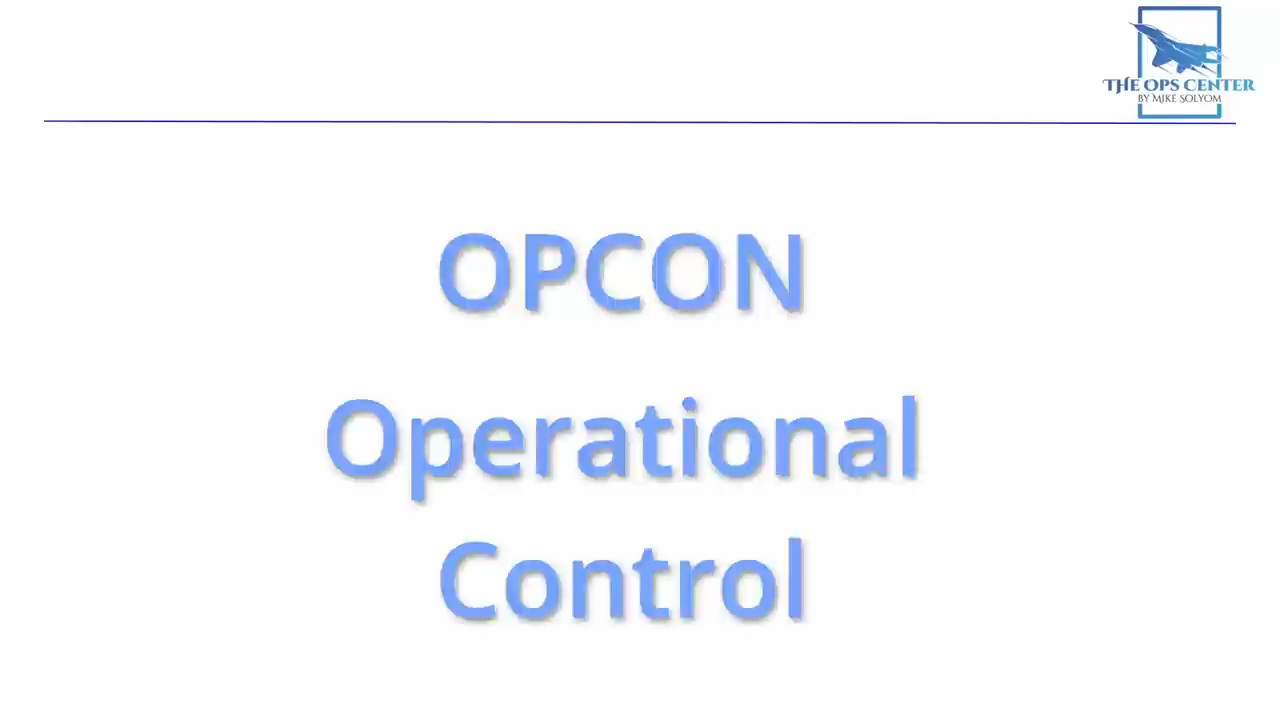 THE OPS CENTER
BY MIKE SOLYOM
OPCON
Operational
Control